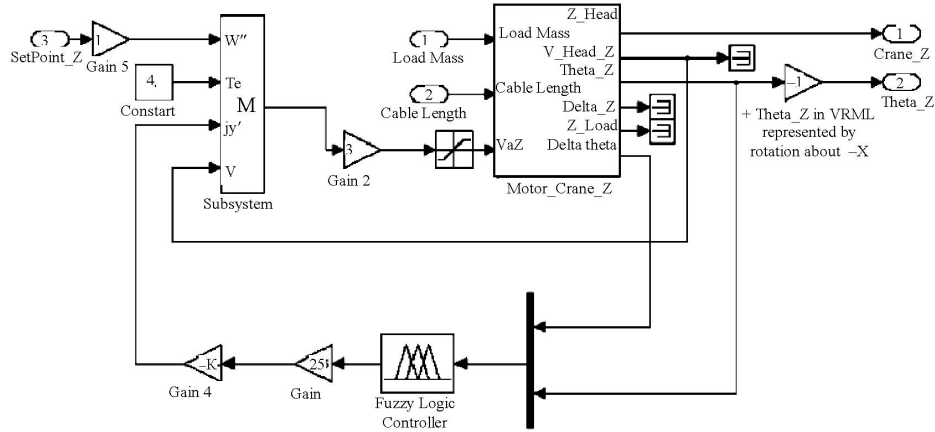 3
SetPoint_Z
1
Gain 5
4.
Constart
W″
Te
M
jy′
V
Subsystem
3
Gain 2
1
Load Mass
2
Cable Length
Z_Head
Load Mass
V_Head_Z
Theta_Z
Cable Length
Delta_Z
Z_Load
Delta theta
VaZ
Motor_Crane_Z
1
Crane_Z
-1
2
Theta_Z
+ Theta_Z in VRML
represented by
rotation about −X
-K
Gain 4
Gain
Fuzzy Logic
Controller